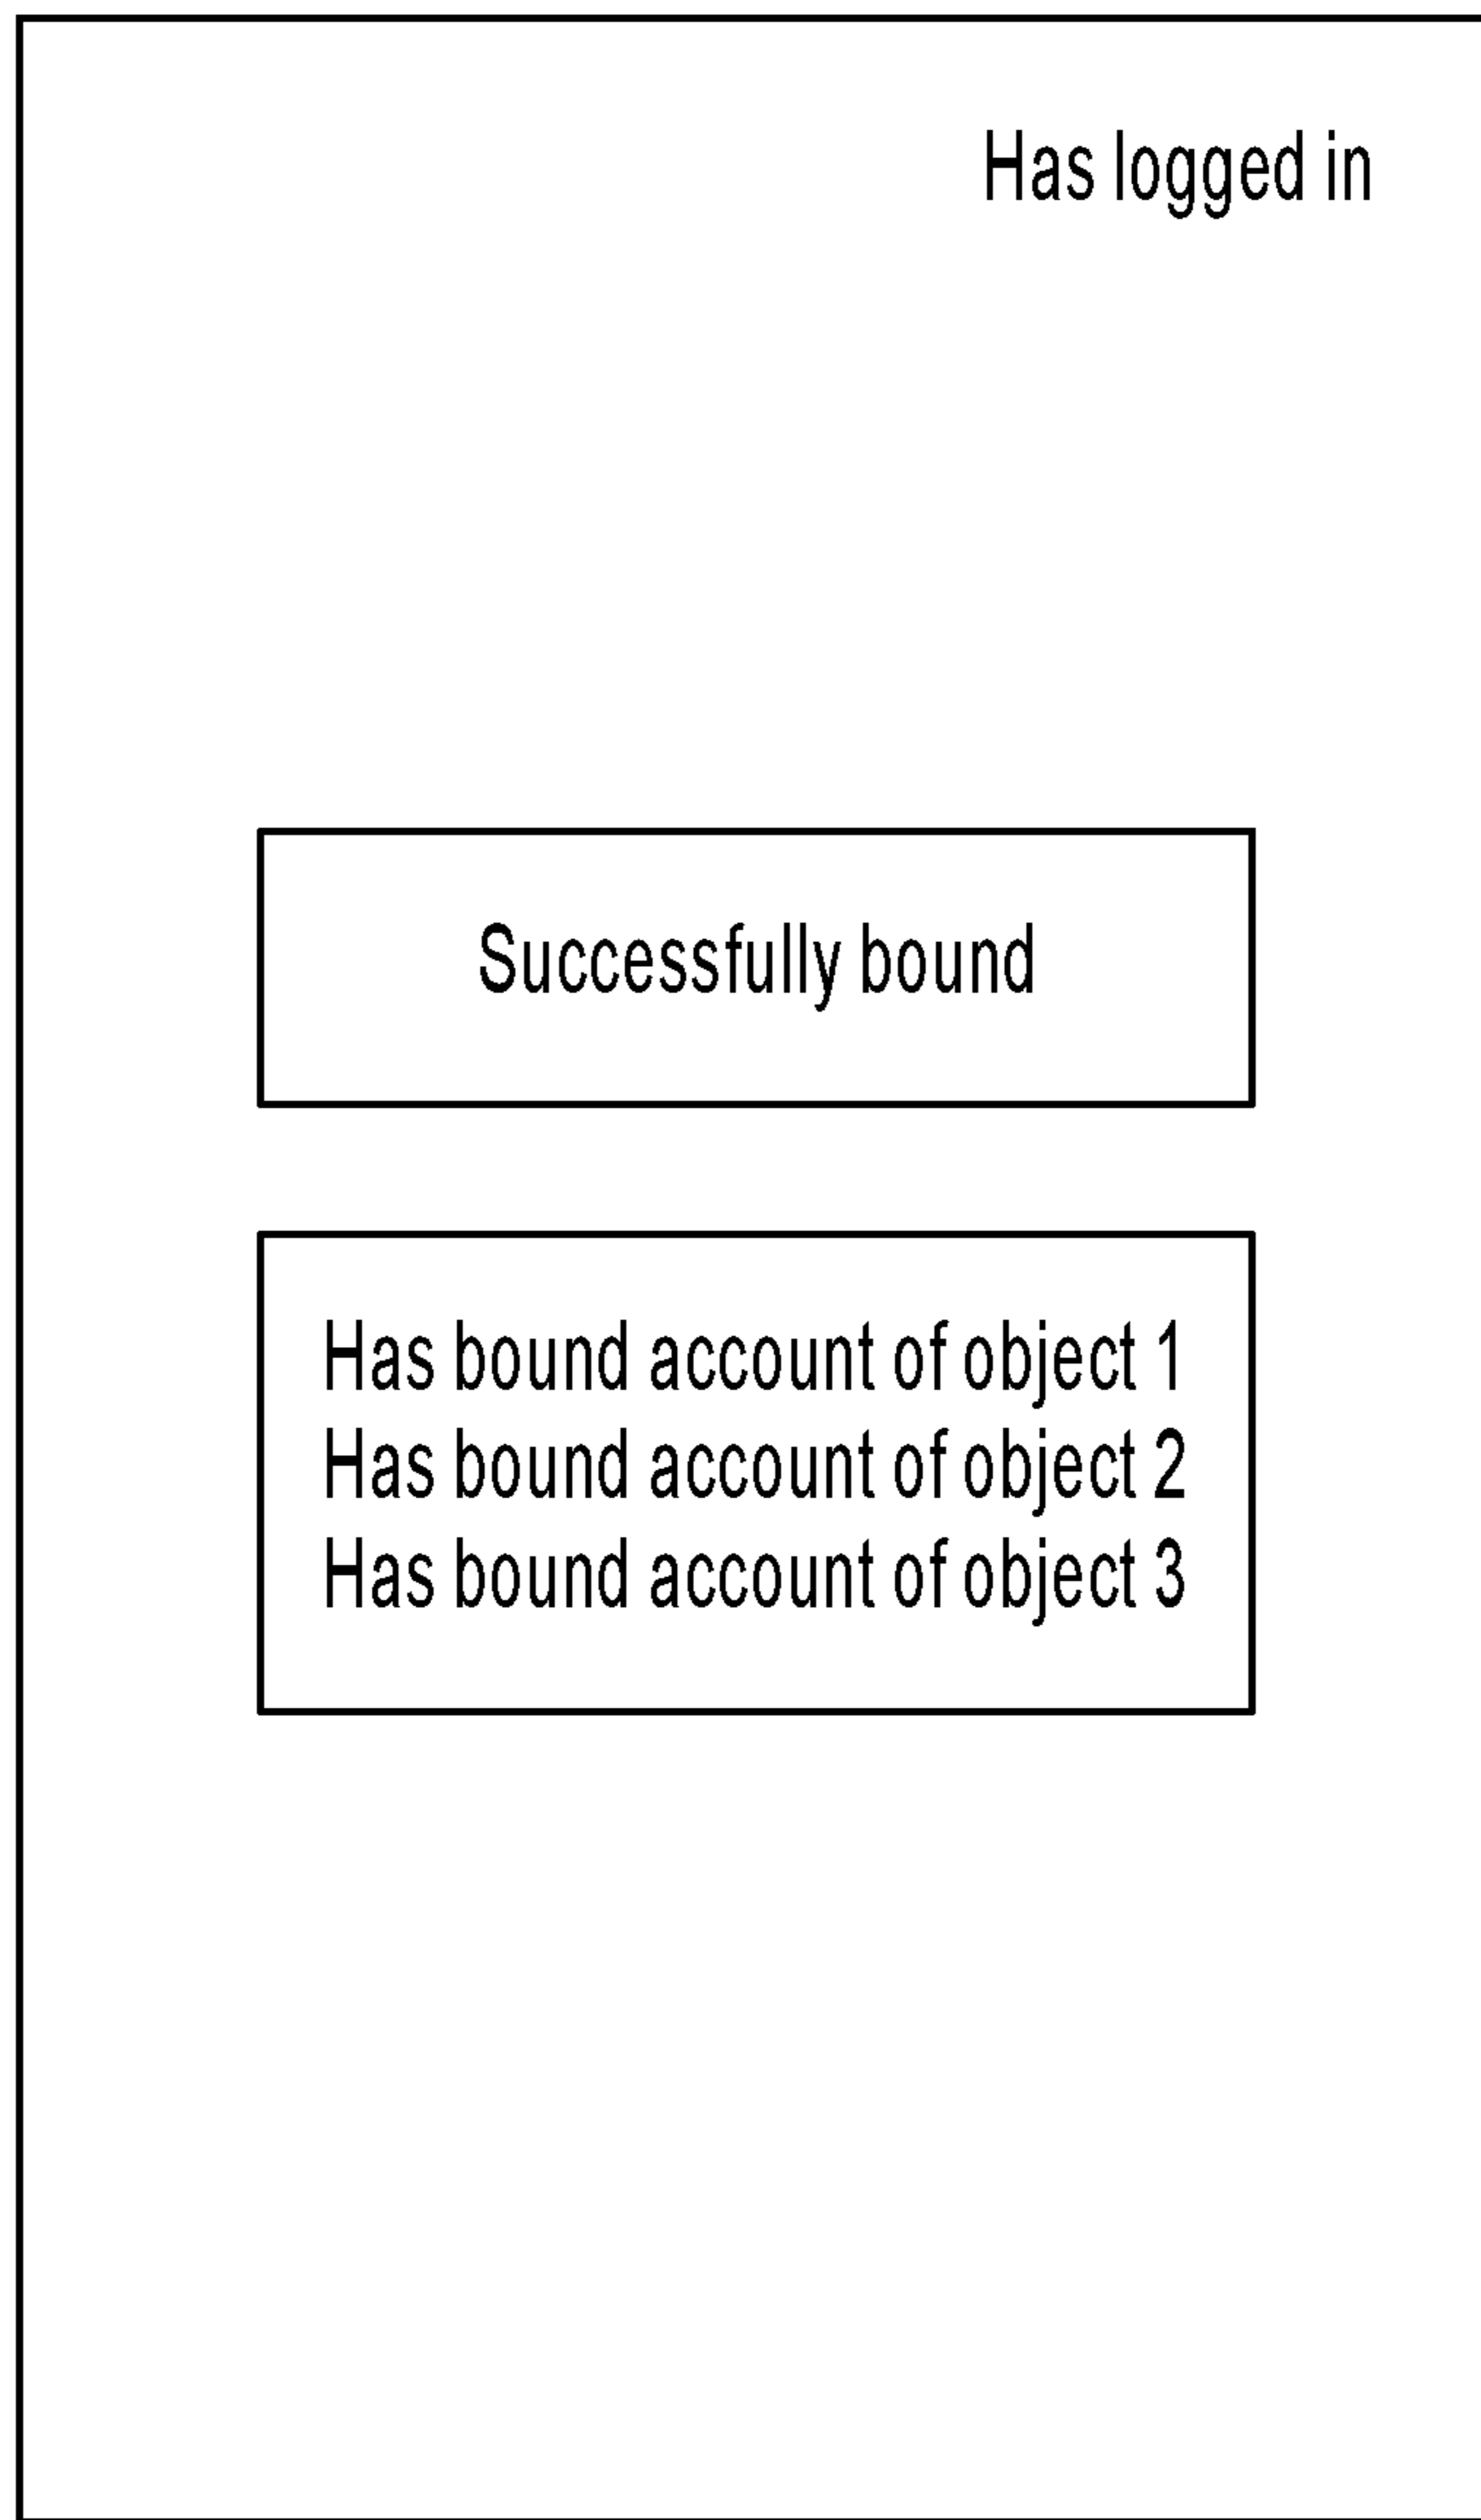 Has logged in
Successfully bound
Has bound account of object 1
Has bound account of object 2
Has bound account of object 3